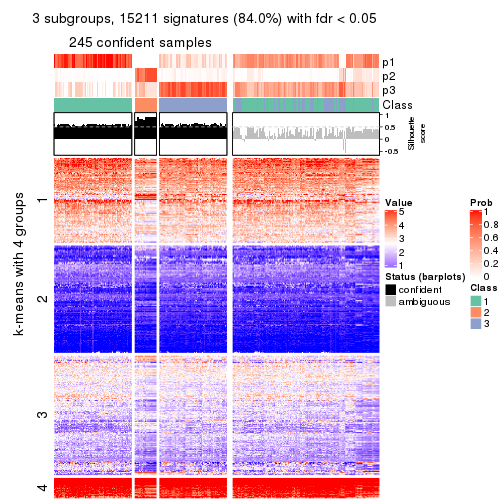 3 subgroups, 15211 signatures (84.0%) with fdr < 0.05
245 confident samples
p1
p2
p3
Class
1
0.5
0
-0.5
Silhouette
score
k-means with 4 groups
1
2
3
4
Value
5
4
3
2
1
Status (barplots)
confident
ambiguous
Prob
1
0.8
0.6
0.4
0.2
0
Class
1
2
3